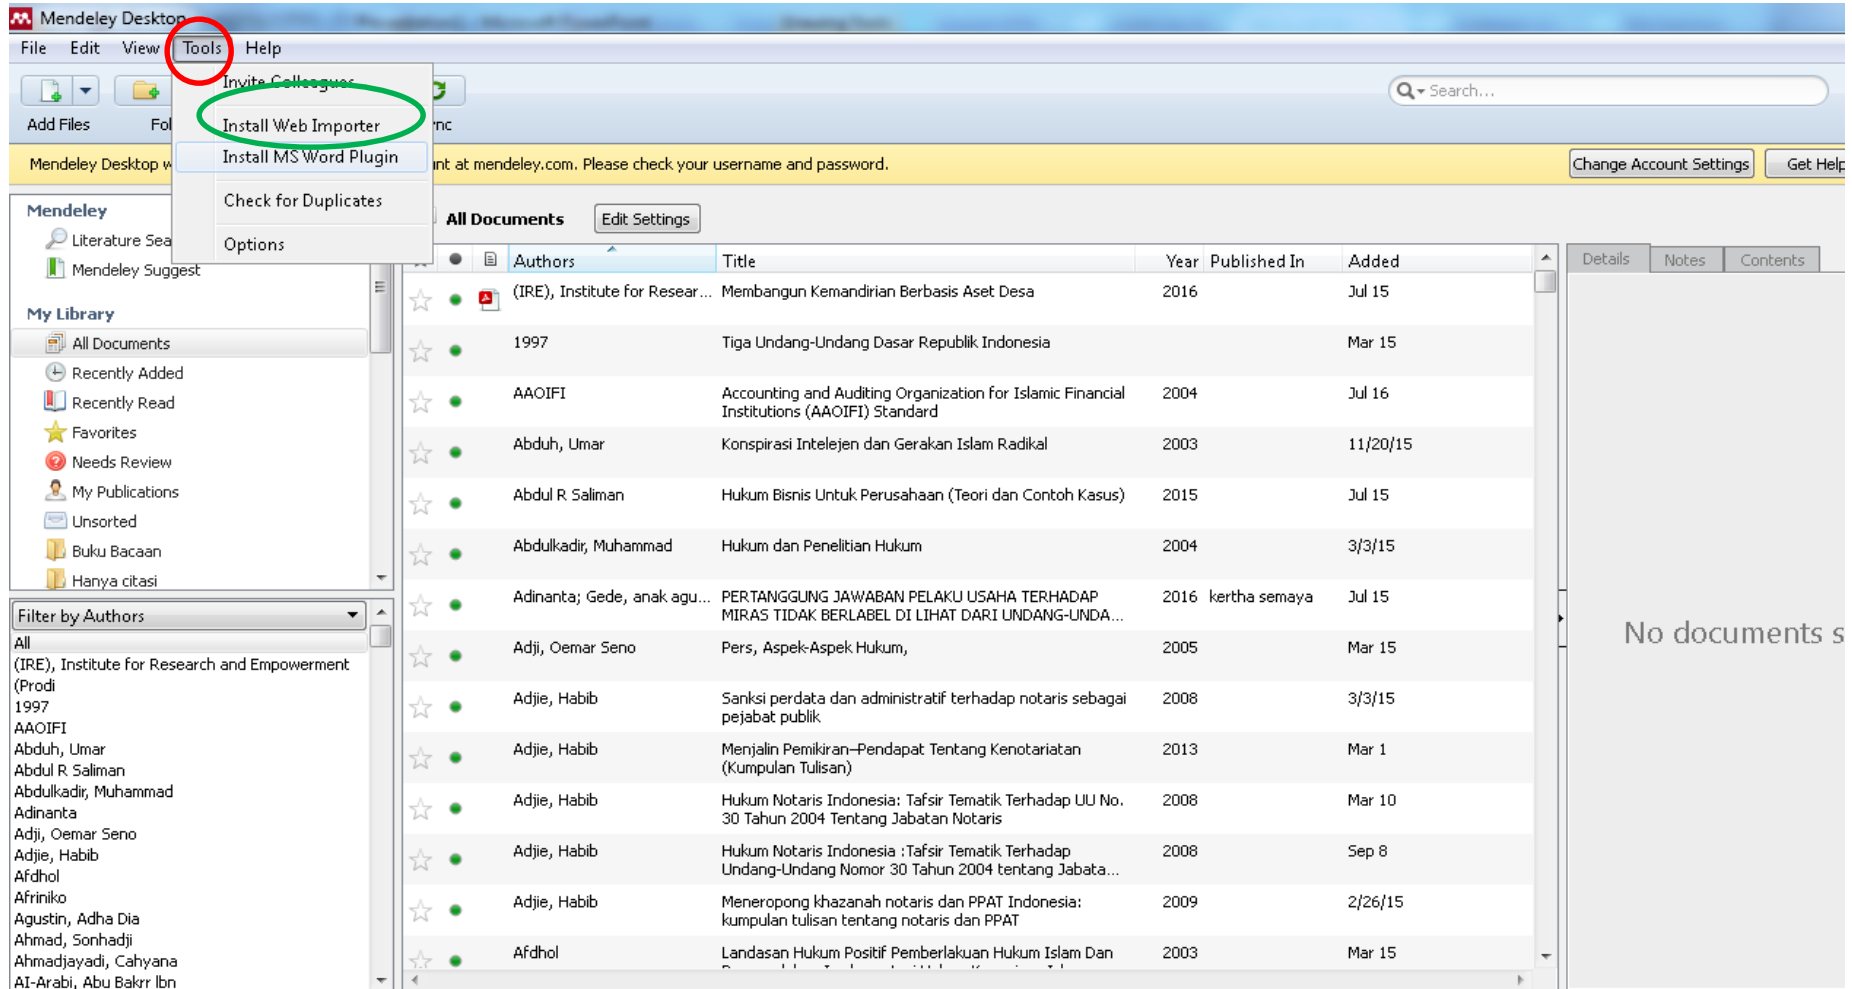 Mendeley Desktop
File Edit View Tools Help
Invite Colleagues
Install Web Importer
Install MS Word Plugin
Check for Duplicates
Options
Search...
Add Files
Mendeley Desktop
at mendeley.com. Please check your username and password.
Change Account Settings Get Help
Mendeley
Literature Sea
Mendeley Suggest
My Library
All Documents
Recently Added
Recently Read
Favorites
Needs Review
My Publications
Unsorted
Buku Bacaan
Hanya citasi
Filter by Authors
All
(IRE), Institute for Research and Empowerment
(Prodi
1997
AAOIFI
Abduh, Umar
Abdul R Saliman
Abdulkadir, Muhammad
Adinanta
Adji, Oemar Seno
Adjie, Habib
Afdhol
Afriniko
Agustin, Adha Dia
Ahmad, Sonhadji
Ahmadjayadi, Cahyana
AI-Arabi, Abu Bakrr Ibn
All Documents Edit Settings
Authors Title Year Published In Added
(IRE), Institute for Resear... Membangun Kemandirian Berbasis Aset Desa 2016 Jul 15
1997 Tiga Undang-Undang Dasar Republik Indonesia Mar 15
AAOIFI Accounting and Auditing Organization for Islamic Financial 2004 Jul 16
Institutions (AAOIFI) Standard
Abduh, Umar Konspirasi Intelejen dan Gerakan Islam Radikal 2003 11/20/15
Abdul R Saliman Hukum Bisnis Untuk Perusahaan (Teori dan Contoh Kasus) 2015 Jul 15
Abdulkadir, Muhammad Hukum dan Penelitian Hukum 2004 3/3/15
Adinanta; Gede, anak agu... PERTANGGUNG JAWABAN PELAKU USAHA TERHADAP 2016 kertha semaya Jul 15
MIRAS TIDAK BERLABEL DI LIHAT DARI UNDANG-UNDA...
Adji, Oemar Seno Pers, Aspek-Aspek Hukum, 2005 Mar 15
Adjie, Habib Sanksi perdata dan administratif terhadap notaris sebagai 2008 3/3/15
pejabat publik
Adjie, Habib Menjalin Pemikiran–Pendapat Tentang Kenotariatan 2013 Mar 1
(Kumpulan Tulisan)
Adjie, Habib Hukum Notaris Indonesia: Tafsir Tematik Terhadap UU No. 2008 Mar 10
30 Tahun 2004 Tentang Jabatan Notaris
Adjie, Habib Hukum Notaris Indonesia :Tafsir Tematik Terhadap 2008 Sep 8
Undang-Undang Nomor 30 Tahun 2004 tentang Jabata...
Adjie, Habib Meneropong khazanah notaris dan PPAT Indonesia: 2009 2/26/15
kumpulan tulisan tentang notaris dan PPAT
Afdhol Landasan Hukum Positif Pemberlakuan Hukum Islam Dan 2003 Mar 15
Details Notes Contents
No documents s